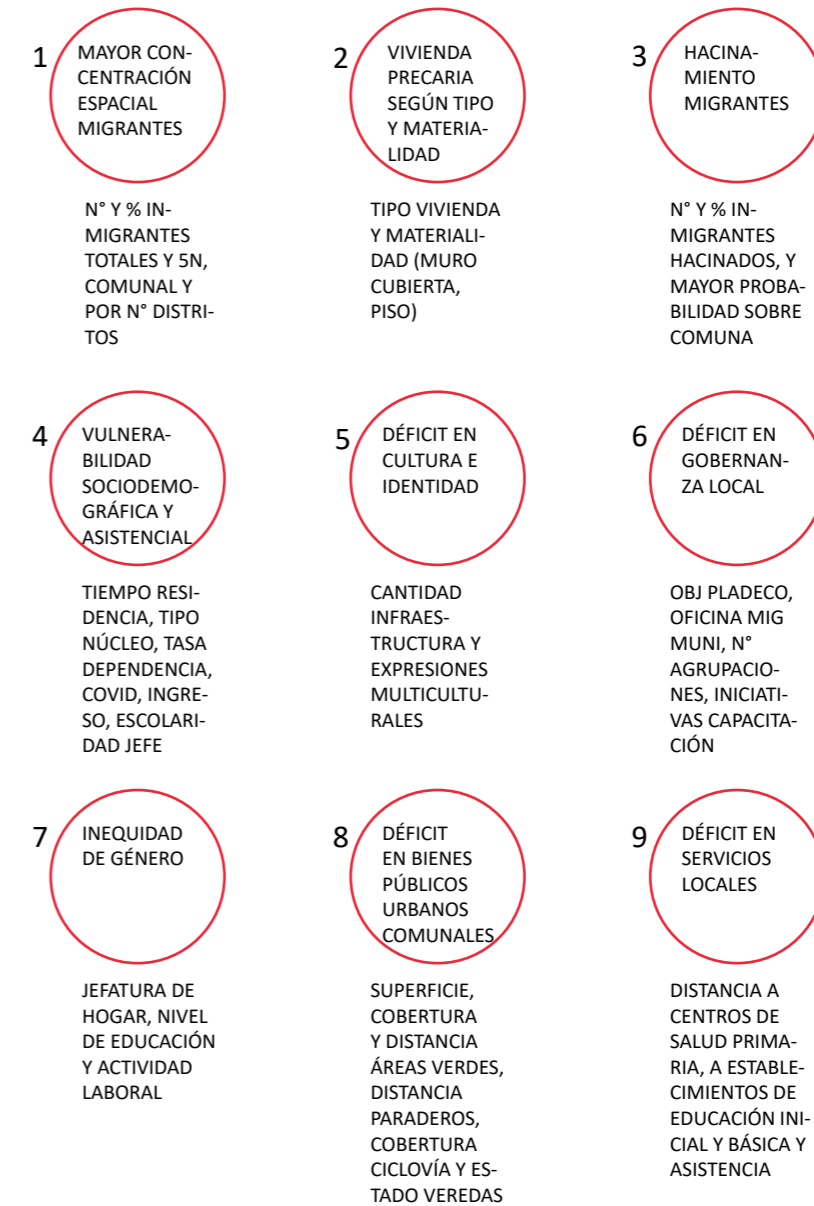 1
MAYOR CON-
CENTRACIÓN
ESPACIAL
MIGRANTES
N° Y % IN-
MIGRANTES
TOTALES Y 5N,
COMUNAL Y
POR N° DISTRI-
TOS
2
VIVIENDA
PRECARIA
SEGÚN TIPO
Y MATERIA-
LIDAD
TIPO VIVIENDA
Y MATERIALI-
DAD (MURO
CUBIERTA,
PISO)
3
HACINA-
MIENTO
MIGRANTES
N° Y % IN-
MIGRANTES
HACINADOS, Y
MAYOR PROBA-
BILIDAD SOBRE
COMUNA
4
VULNERA-
BILIDAD
SOCIODEMO-
GRÁFICA Y
ASISTENCIAL
TIEMPO RESI-
DENCIA, TIPO
NÚCLEO, TASA
DEPENDENCIA,
COVID, INGRE-
SO, ESCOLARI-
DAD JEFE
5
DÉFICIT EN
CULTURA E
IDENTIDAD
CANTIDAD
INFRAES-
TRUCTURA Y
EXPRESIONES
MULTICULTU-
RALES
6
DÉFICIT EN
GOBERNAN-
ZA LOCAL
OBJ PLADECO,
OFICINA MIG
MUNI, N°
AGRUPACIO-
NES, INICIATI-
VAS CAPACITA-
CIÓN
7
INEQUIDAD
DE GÉNERO
JEFATURA DE
HOGAR, NIVEL
DE EDUCACIÓN
Y ACTIVIDAD
LABORAL
8
DÉFICIT
EN BIENES
PÚBLICOS
URBANOS
COMUNALES
SUPERFICIE,
COBERTURA
Y DISTANCIA
ÁREAS VERDES,
DISTANCIA
PARADEROS,
COBERTURA
CICLOVÍA Y ES-
TADO VEREDAS
9
DÉFICIT EN
SERVICIOS
LOCALES
DISTANCIA A
CENTROS DE
SALUD PRIMA-
RIA, A ESTABLE-
CIMIENTOS DE
EDUCACIÓN INI-
CIAL Y BÁSICA Y
ASISTENCIA